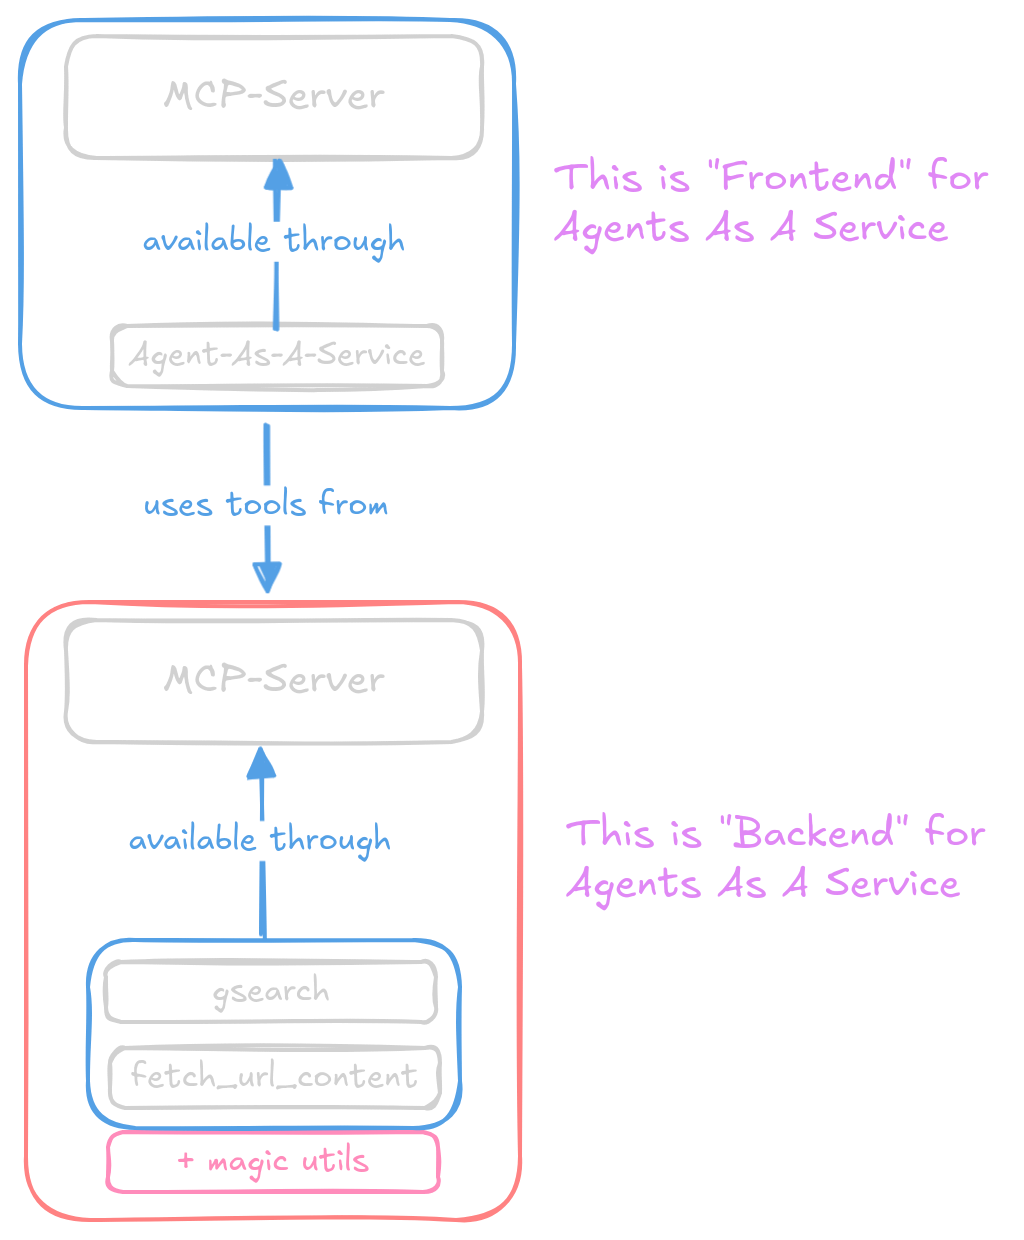 MCP-Server
available through
Agent-As-A-Service
This is "Frontend" for
Agents As A Service
uses tools from
MCP-Server
available through
gsearch
fetch_url_content
+ magic utils
This is "Backend" for
Agents As A Service